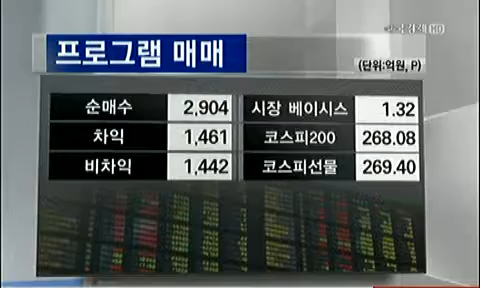 프로그램 매매
(단위:억원, P)
순매수 2,904 시장 베이시스 1.32
차익 1,461 코스피200 268.08
비차익 1,442 코스피선물 269.40